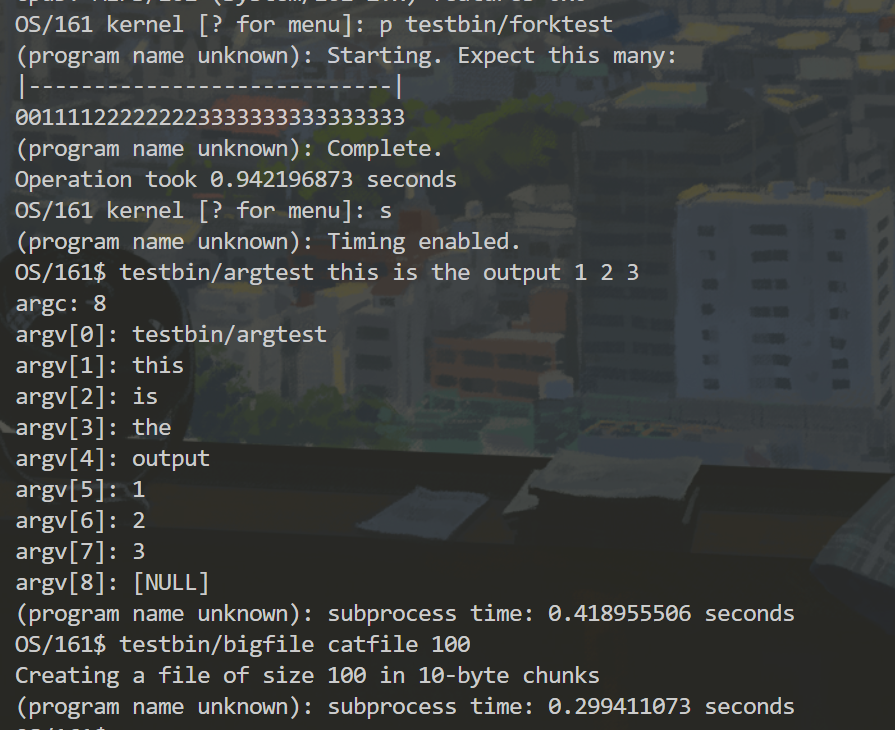 OS/161 kernel [? for menu]: p testbin/forktest
(program name unknown): Starting. Expect this many:
|----------------------------|
001111222222223333333333333333
(program name unknown): Complete.
Operation took 0.942196873 seconds
OS/161 kernel [? for menu]: s
(program name unknown): Timing enabled.
OS/161$ testbin/argtest this is the output 1 2 3
argc: 8
argv[0]: testbin/argtest
argv[1]: this
argv[2]: is
argv[3]: the
argv[4]: output
argv[5]: 1
argv[6]: 2
argv[7]: 3
argv[8]: [NULL]
(program name unknown): subprocess time: 0.418955506 seconds
OS/161$ testbin/bigfile catfile 100
Creating a file of size 100 in 10-byte chunks
(program name unknown): subprocess time: 0.299411073 seconds